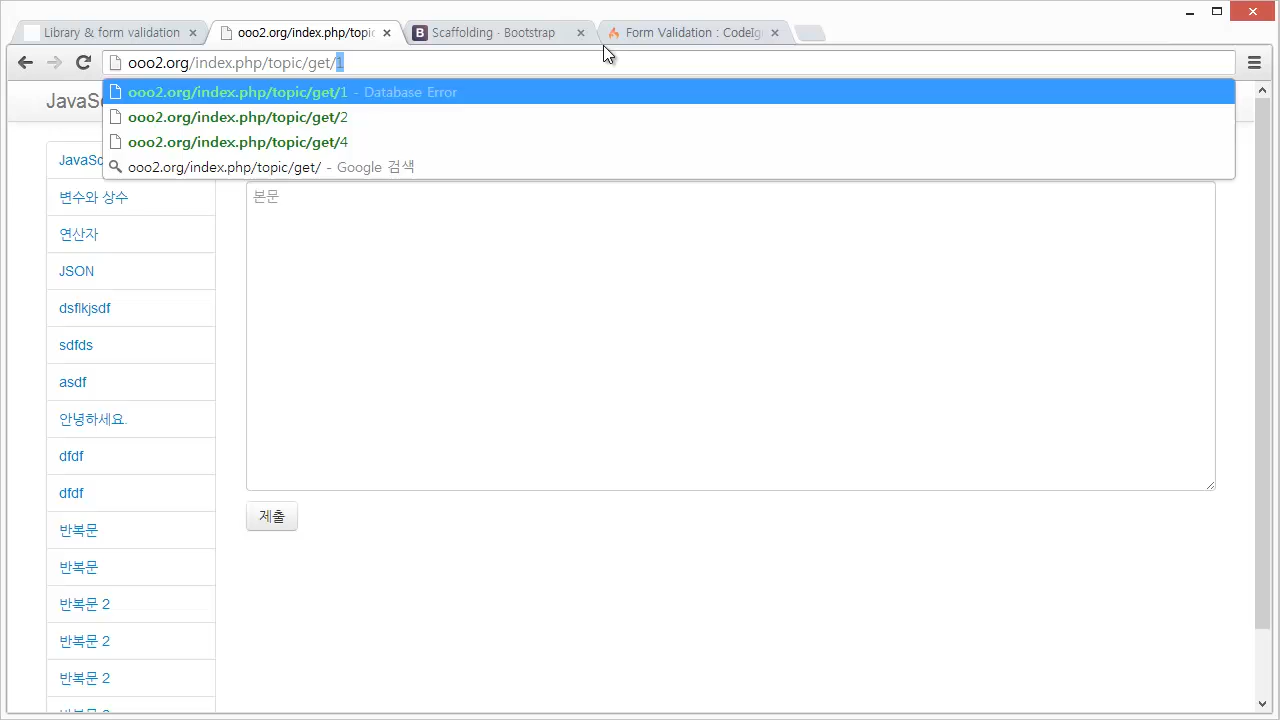 Library & form validation
ooo2.org/index.php/topic
Scaffolding · Bootstrap
Form Validation : CodeIg
ooo2.org/index.php/topic/get/1
ooo2.org/index.php/topic/get/1 - Database Error
ooo2.org/index.php/topic/get/2
ooo2.org/index.php/topic/get/4
ooo2.org/index.php/topic/get/ - Google 검색
JavaSc
JavaSc
변수와 상수
본문
연산자
JSON
dsflkjsdf
sdfds
asdf
안녕하세요.
dfdf
dfdf
제출
반복문
반복문
반복문 2
반복문 2
반복문 2